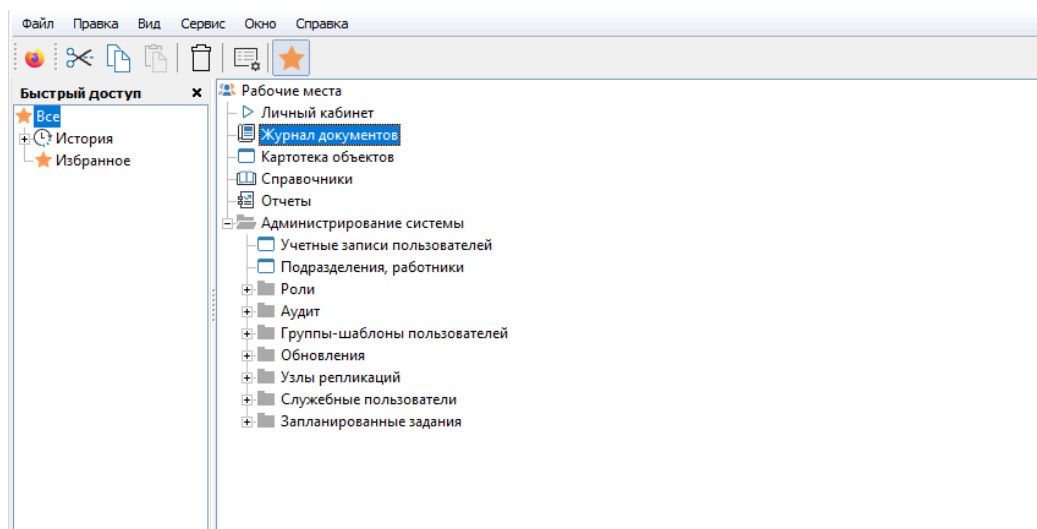 Файл Правка Вид Сервис Окно Справка
Быстрый доступ
Все
История
Избранное
Рабочие места
Личный кабинет
Журнал документов
Картотека объектов
Справочники
Отчеты
Администрирование системы
Учетные записи пользователей
Подразделения, работники
Роли
Аудит
Группы-шаблоны пользователей
Обновления
Узлы репликаций
Служебные пользователи
Запланированные задания